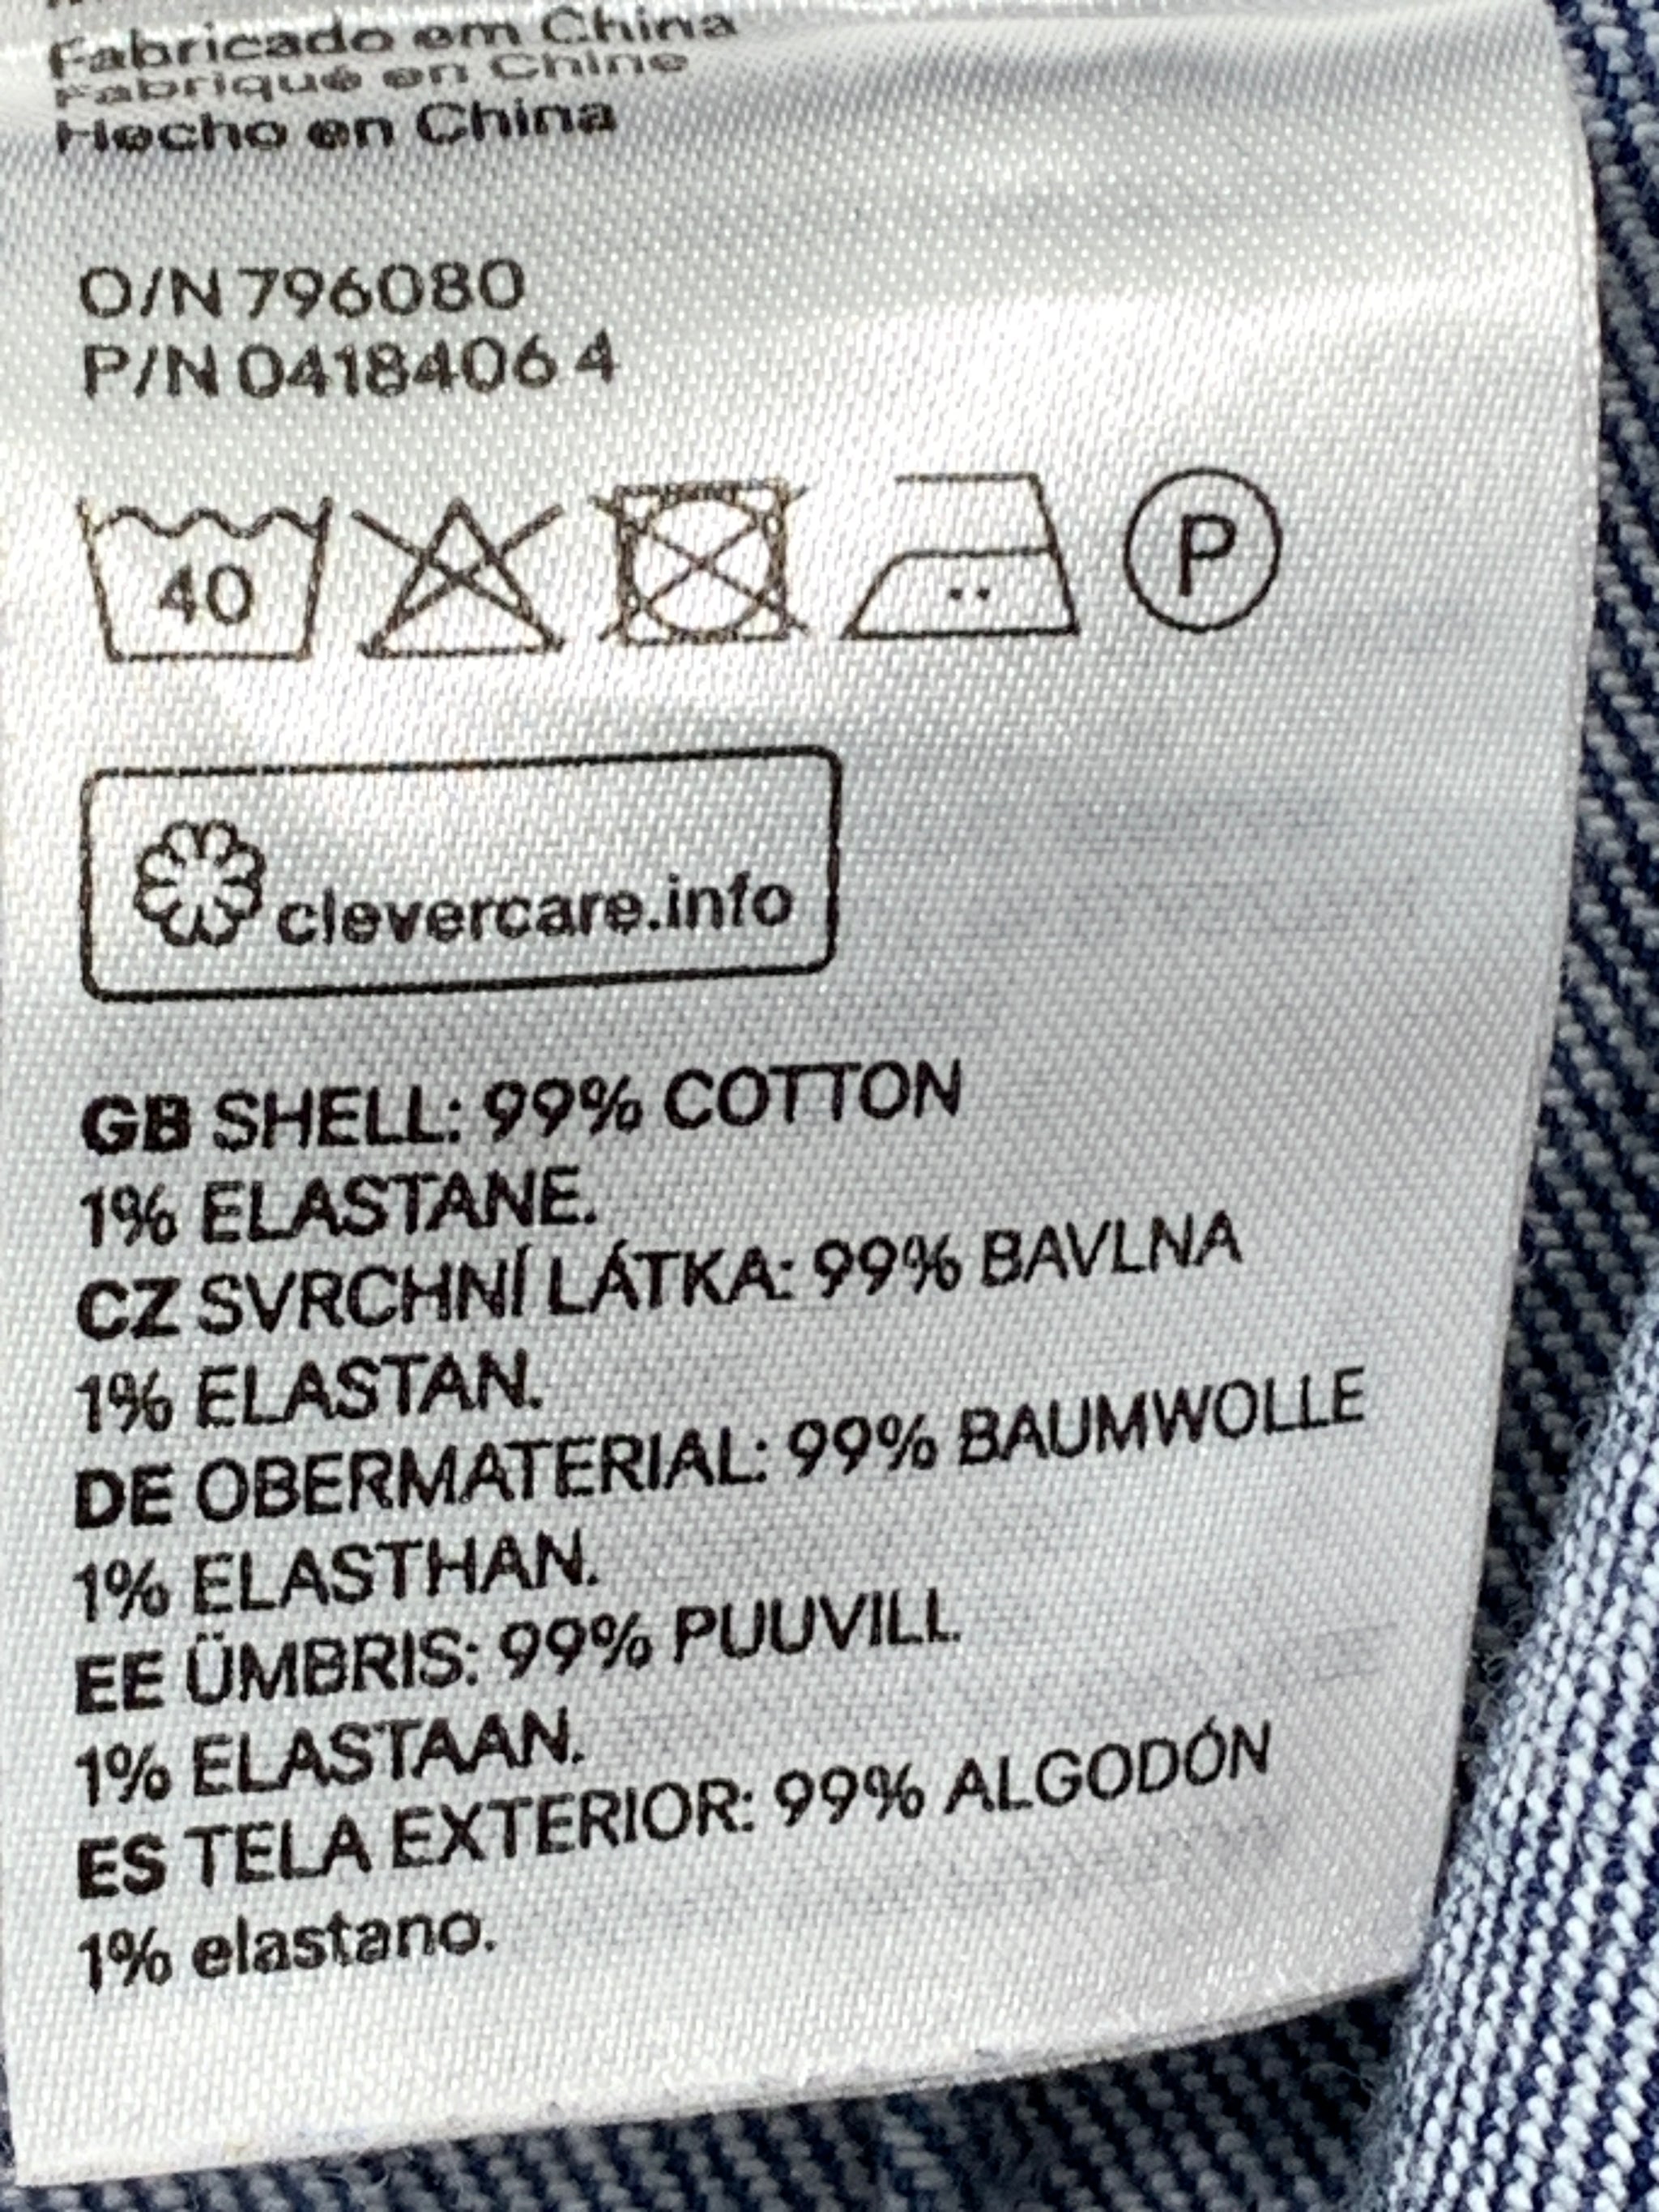 Fabricado em China
Fabriqué en Chine
Hecho en China
O/N 796080
P/N 0418406 4
40
P
clevercare.info
GB SHELL: 99% COTTON
1% ELASTANE.
CZ SVRCHNÍ LÁTKA: 99% BAVLNA
1% ELASTAN.
DE OBERMATERIAL: 99% BAUMWOLLE
1% ELASTHAN.
EE ÜMBRIS: 99% PUUVILL
1% ELASTAAN.
ES TELA EXTERIOR: 99% ALGODÓN
1% elastano.